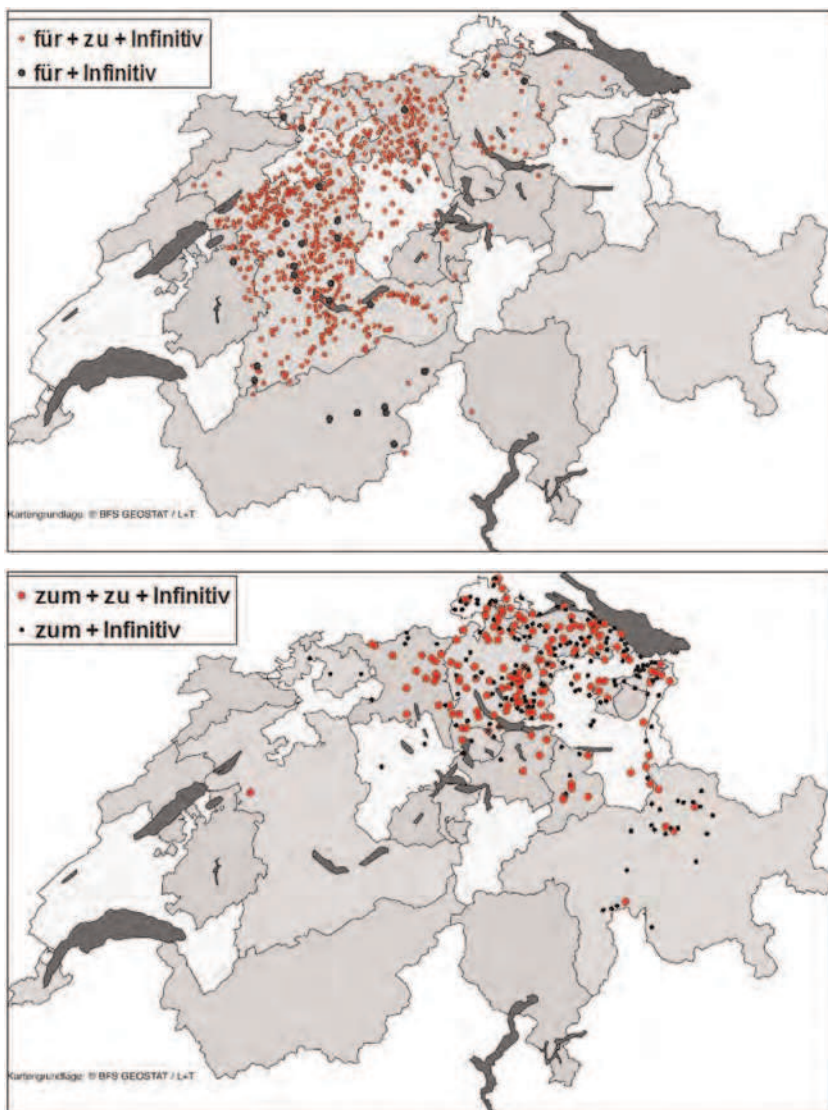 für + zu + Infinitiv
für + Infinitiv
Kartengrundlage: © BFS GEOSTAT / L+T
zum + zu + Infinitiv
zum + Infinitiv
Kartengrundlage: © BFS GEOSTAT / L+T